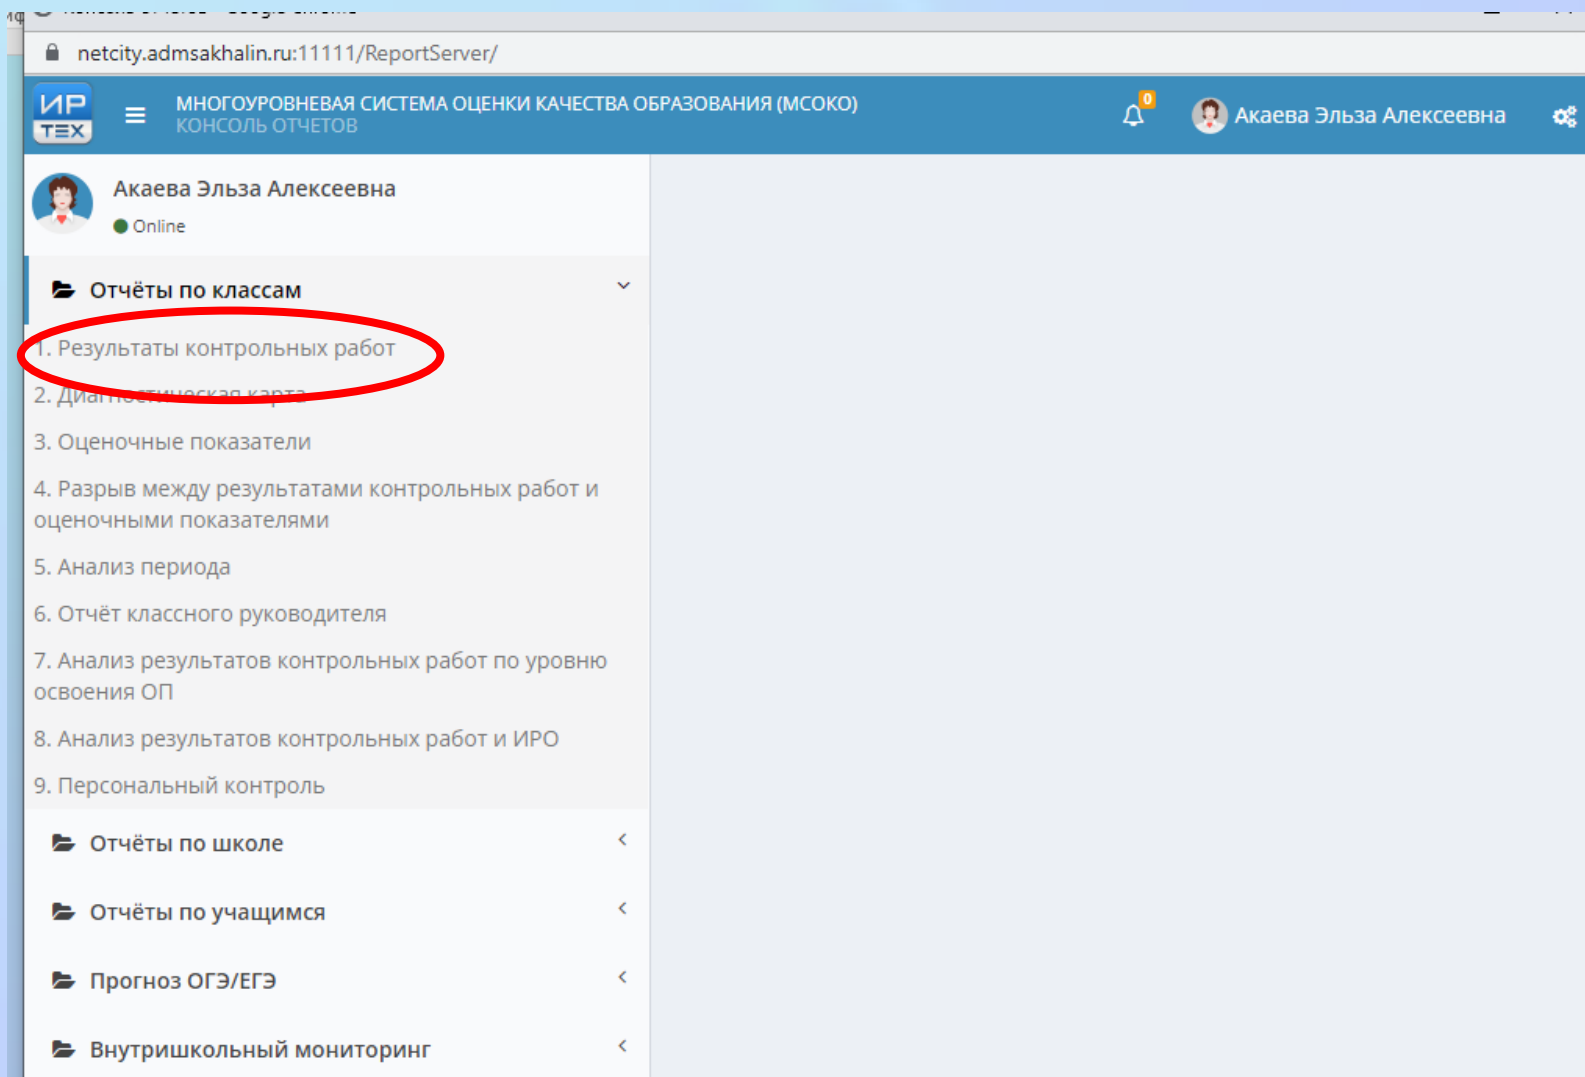 netcity.admsakhalin.ru:11111/ReportServer/
ИР
ТЕХ
МНОГОУРОВНЕВАЯ СИСТЕМА ОЦЕНКИ КАЧЕСТВА ОБРАЗОВАНИЯ (МСОКО)
КОНСОЛЬ ОТЧЕТОВ
0
Акаева Эльза Алексеевна
Акаева Эльза Алексеевна
Online
Отчёты по классам
1. Результаты контрольных работ
2. Диагностическая карта
3. Оценочные показатели
4. Разрыв между результатами контрольных работ и
оценочными показателями
5. Анализ периода
6. Отчёт классного руководителя
7. Анализ результатов контрольных работ по уровню
освоения ОП
8. Анализ результатов контрольных работ и ИРО
9. Персональный контроль
Отчёты по школе
Отчёты по учащимся
Прогноз ОГЭ/ЕГЭ
Внутришкольный мониторинг